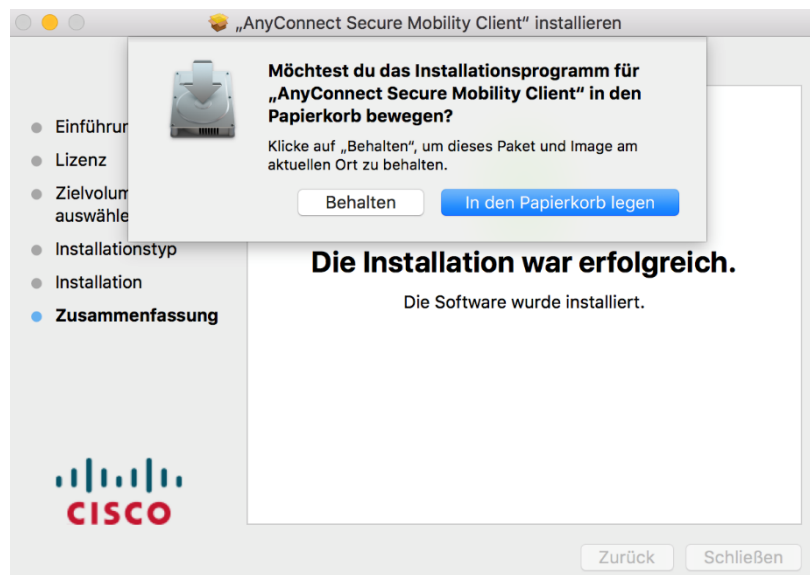 „AnyConnect Secure Mobility Client" installieren
Möchtest du das Installationsprogramm für
„AnyConnect Secure Mobility Client" in den
Papierkorb bewegen?
Klicke auf „Behalten", um dieses Paket und Image am
aktuellen Ort zu behalten.
Behalten
In den Papierkorb legen
Lizenz
Installationstyp
Installation
Zusammenfassung
Die Installation war erfolgreich.
Die Software wurde installiert.
CISCO
Zurück
Schließen